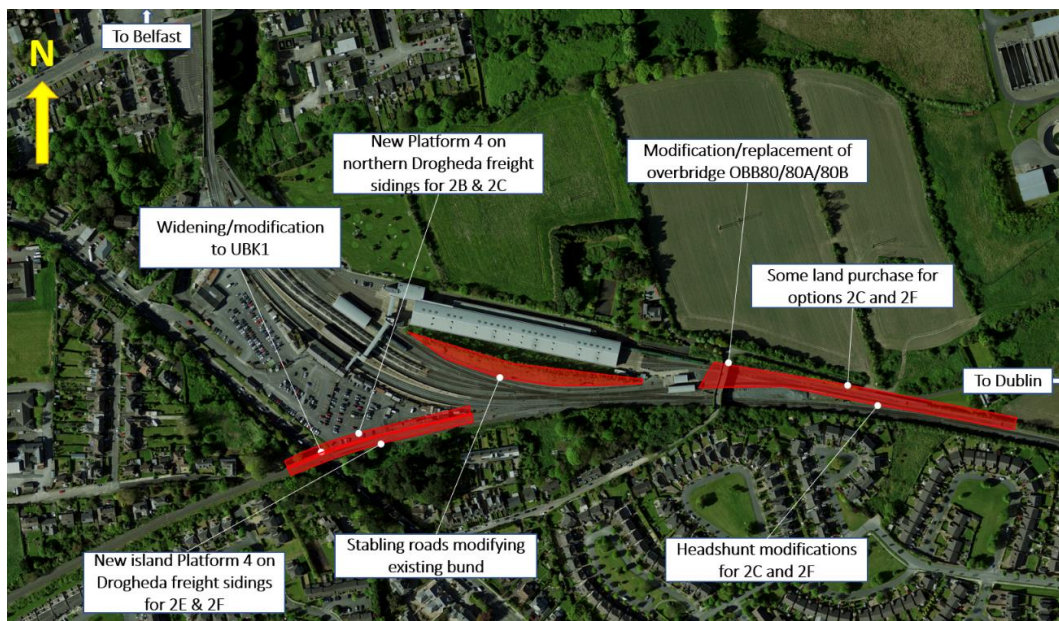 To Belfast
N
New Platform 4 on
northern Drogheda freight
sidings for 2B & 2C
Modification/replacement of
overbridge OBB80/80A/80B
Widening/modification
to UBK1
Some land purchase for
options 2C and 2F
To Dublin
New island Platform 4 on
Drogheda freight sidings
for 2E & 2F
Stabling roads modifying
existing bund
Headshunt modifications
for 2C and 2F